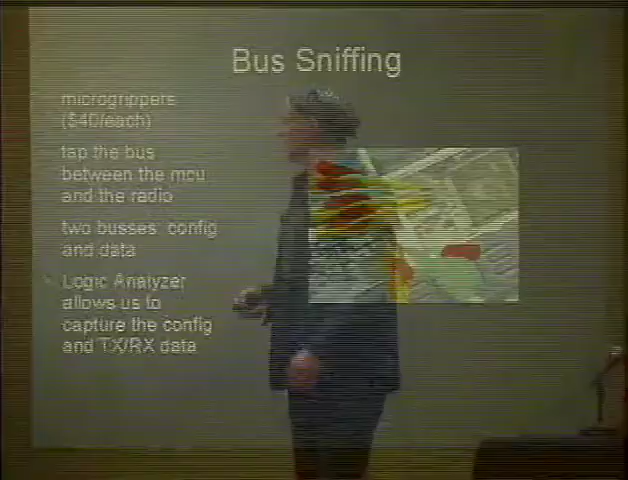 Bus Sniffing
microgrippers
($40/each)
tap the bus
between the mcu
and the radio
two busses: config
and data
Logic Analyzer
allows us to
capture the config
and TX/RX data